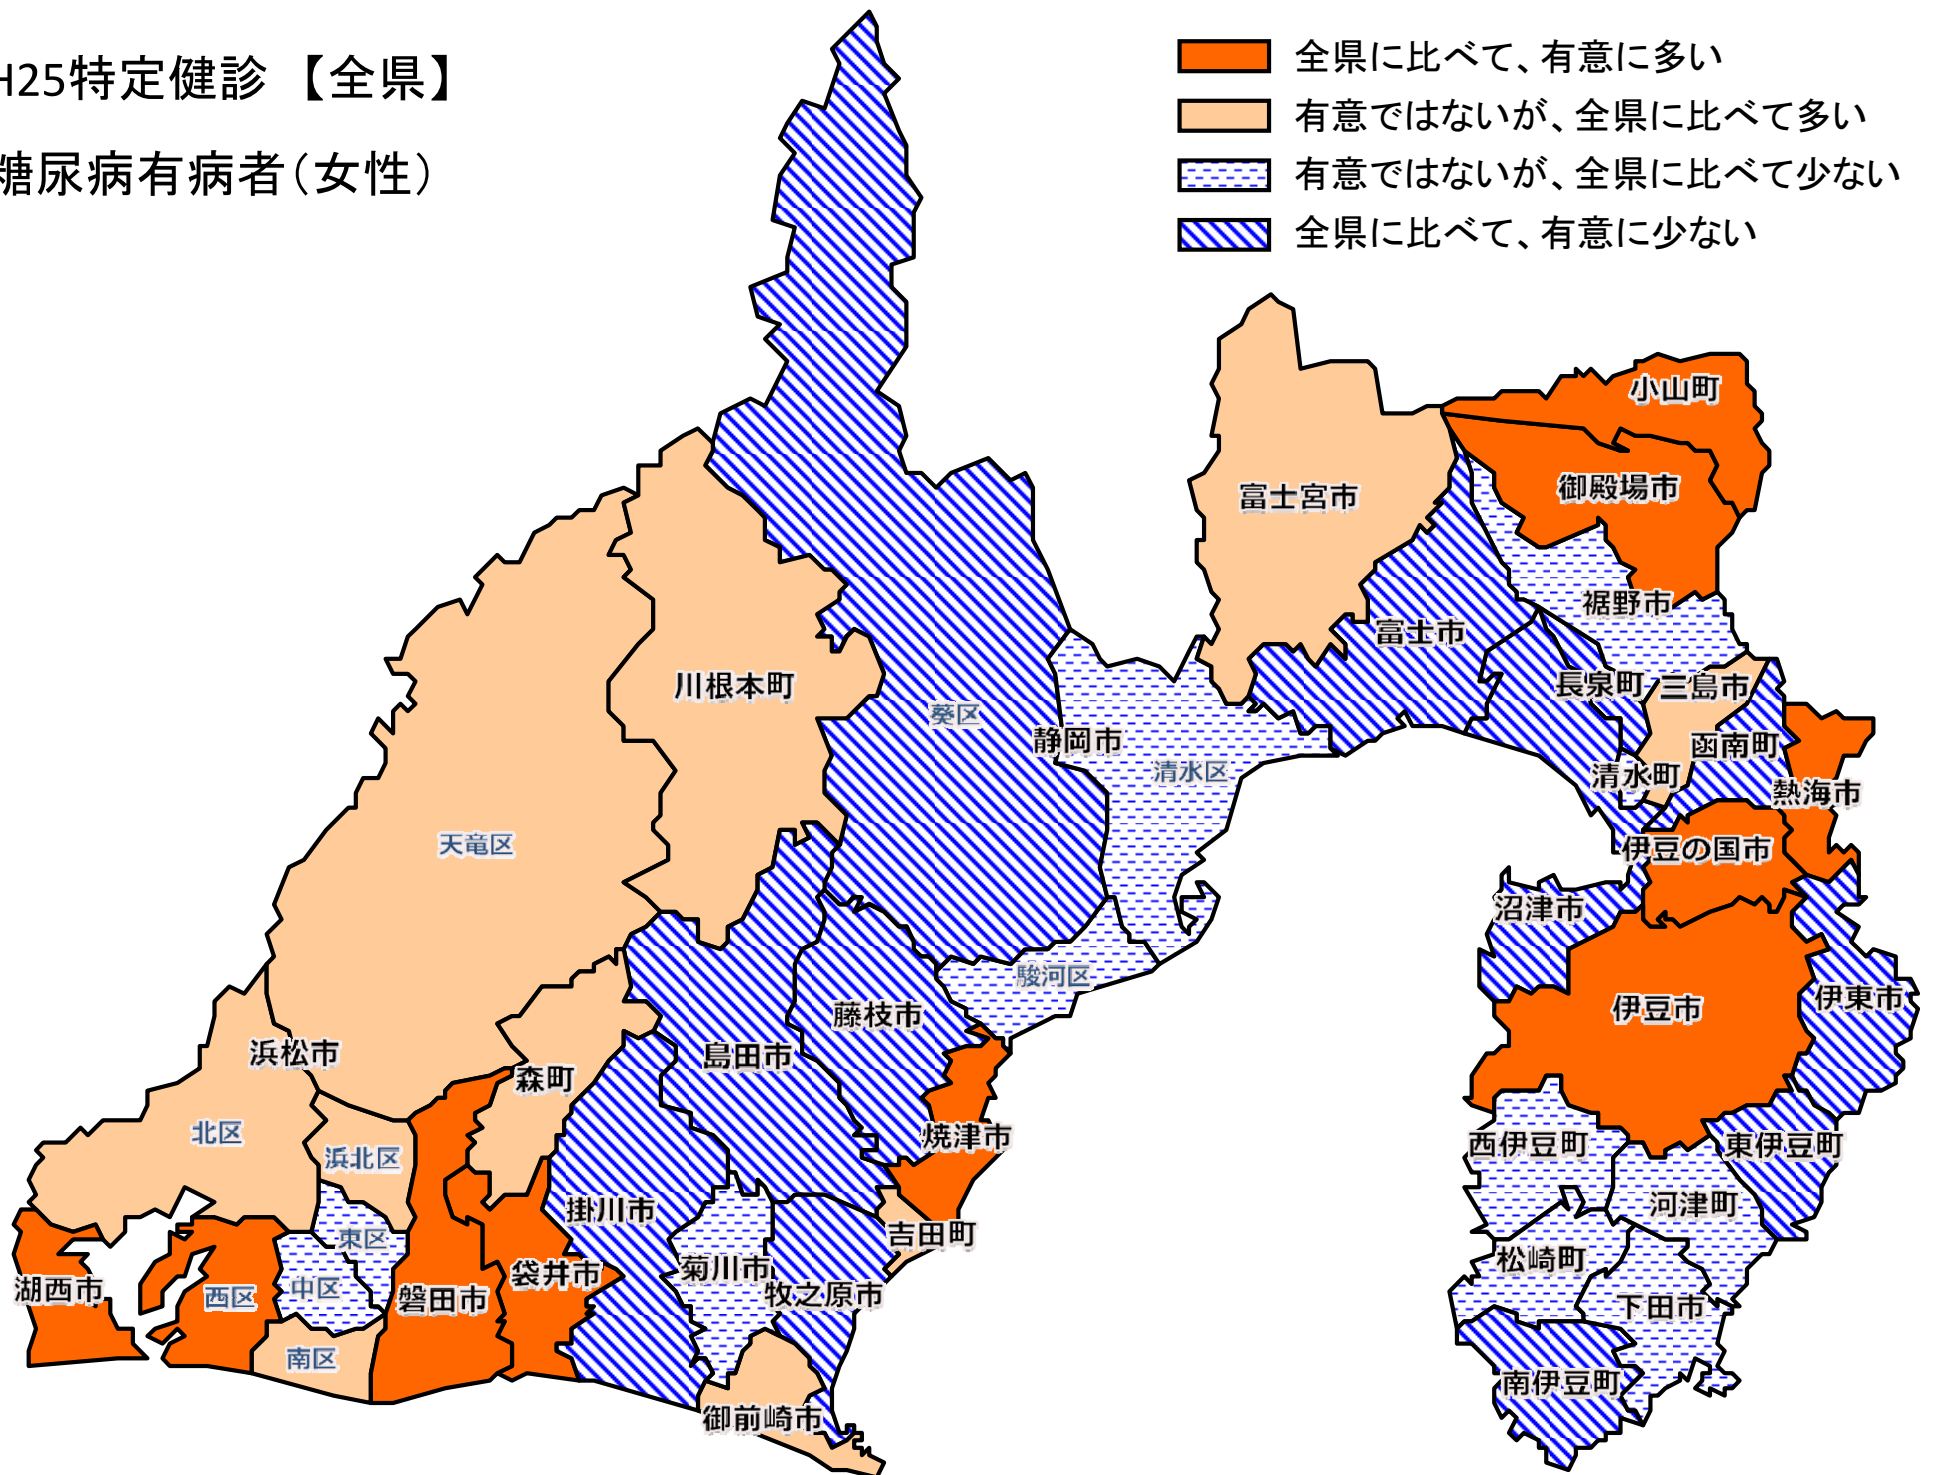 H25特定健診 【全県】
糖尿病有病者(女性)
全県に比べて、有意に多い
有意ではないが、全県に比べて多い
有意ではないが、全県に比べて少ない
全県に比べて、有意に少ない
小山町
御殿場市
富士宮市
裾野市
富士市
長泉町
三島市
川根本町
葵区
静岡市
清水区
函南町
清水町
熱海市
天竜区
伊豆の国市
沼津市
駿河区
伊東市
伊豆市
藤枝市
浜松市
島田市
森町
北区
焼津市
西伊豆町
東伊豆町
浜北区
掛川市
河津町
吉田町
東区
松崎町
菊川市
袋井市
湖西市
中区
西区
牧之原市
磐田市
下田市
南区
南伊豆町
御前崎市